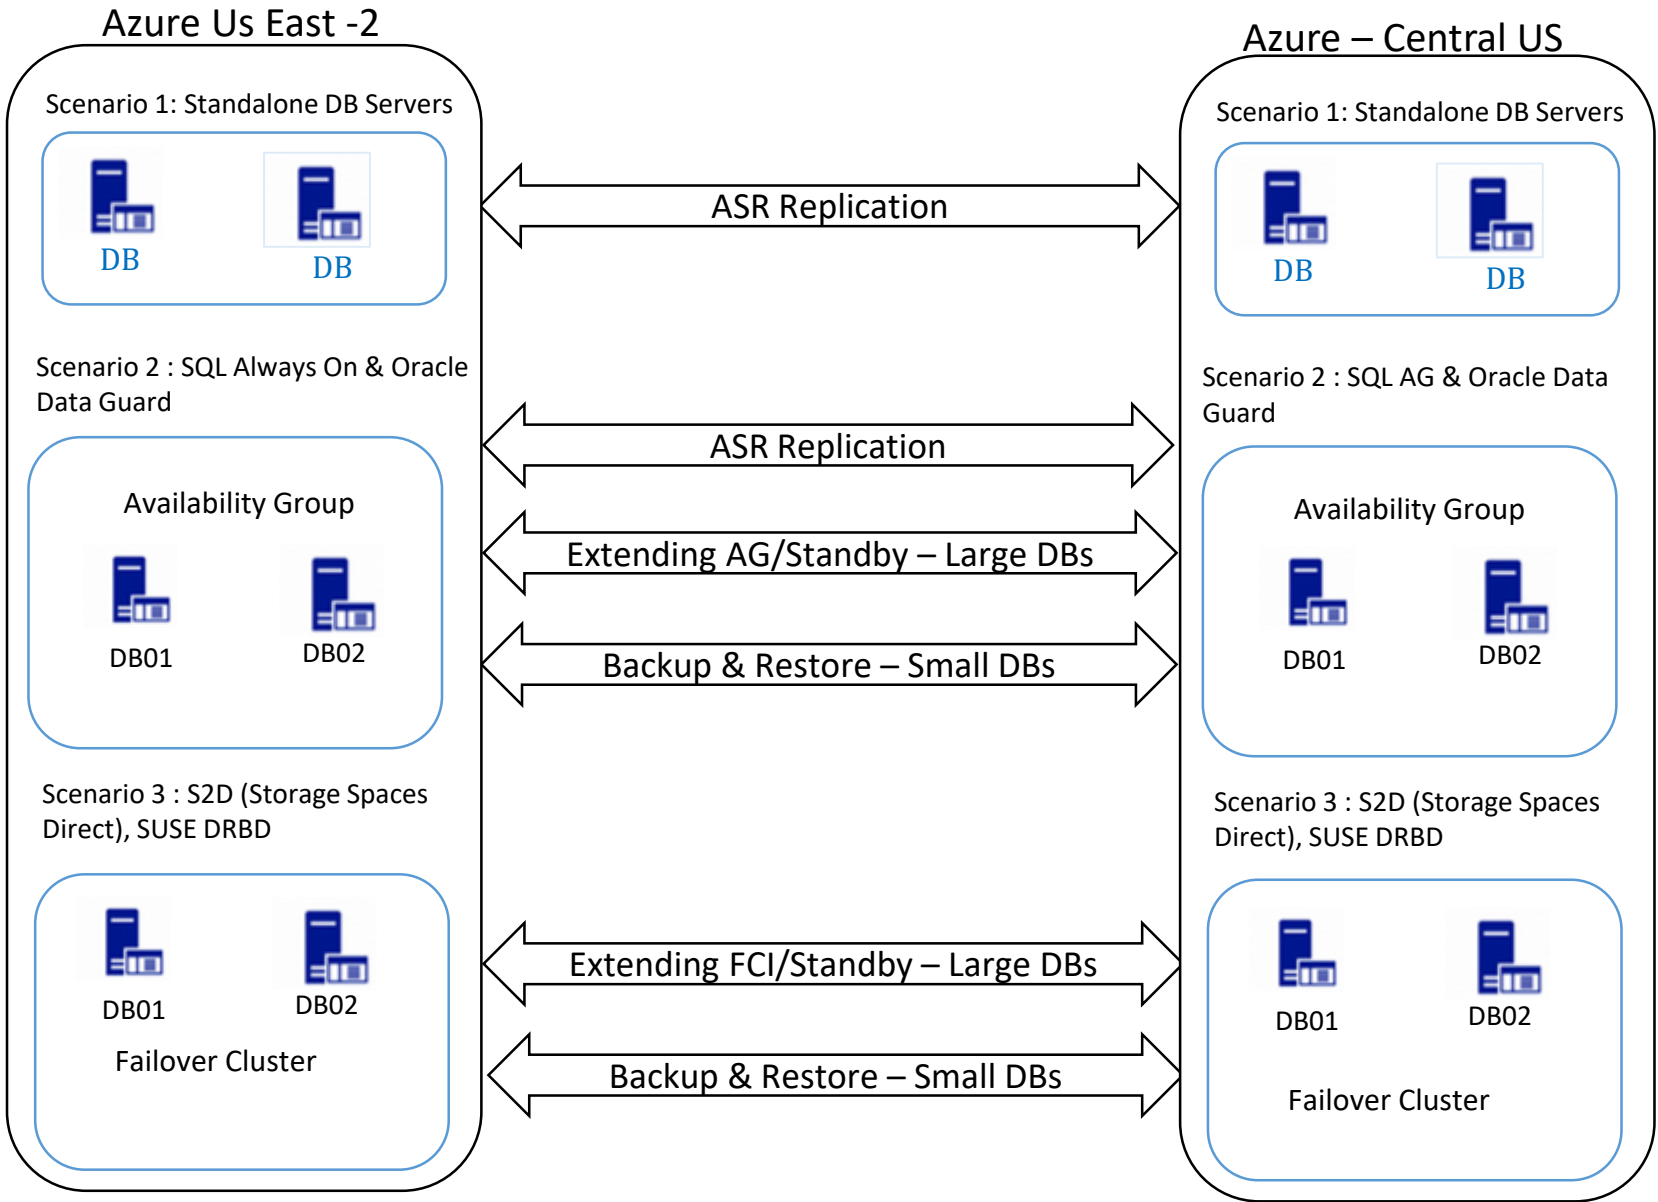 Azure Us East -2
Scenario 1: Standalone DB Servers
DB
DB
Scenario 2 : SQL Always On & Oracle
Data Guard
Availability Group
DB01
DB02
Scenario 3 : S2D (Storage Spaces
Direct), SUSE DRBD
DB01
DB02
Failover Cluster
ASR Replication
ASR Replication
Extending AG/Standby – Large DBs
Backup & Restore – Small DBs
Extending FCI/Standby – Large DBs
Backup & Restore – Small DBs
Azure – Central US
Scenario 1: Standalone DB Servers
DB
DB
Scenario 2 : SQL AG & Oracle Data
Guard
Availability Group
DB01
DB02
Scenario 3 : S2D (Storage Spaces
Direct), SUSE DRBD
DB01
DB02
Failover Cluster